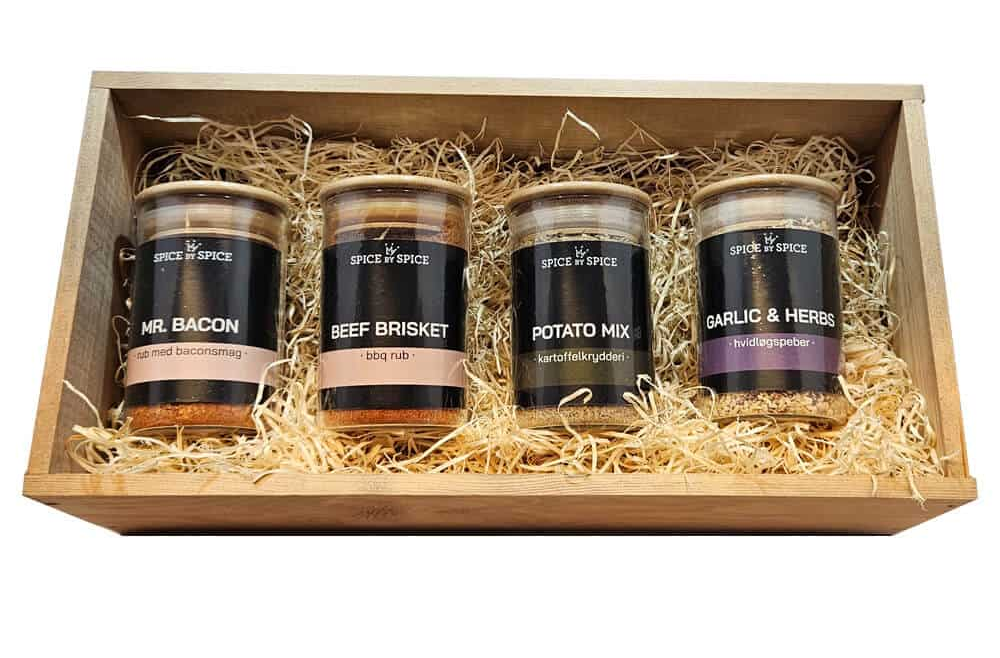 SPICE BY SPICE
MR. BACON
· rub med baconsmag ·
SPICE BY SPICE
BEEF BRISKET
· bbq rub ·
SPICE BY SPICE
POTATO MIX
· kartoffelkrydderi ·
SPICE BY SPICE
GARLIC & HERBS
· hvidløgspeber ·